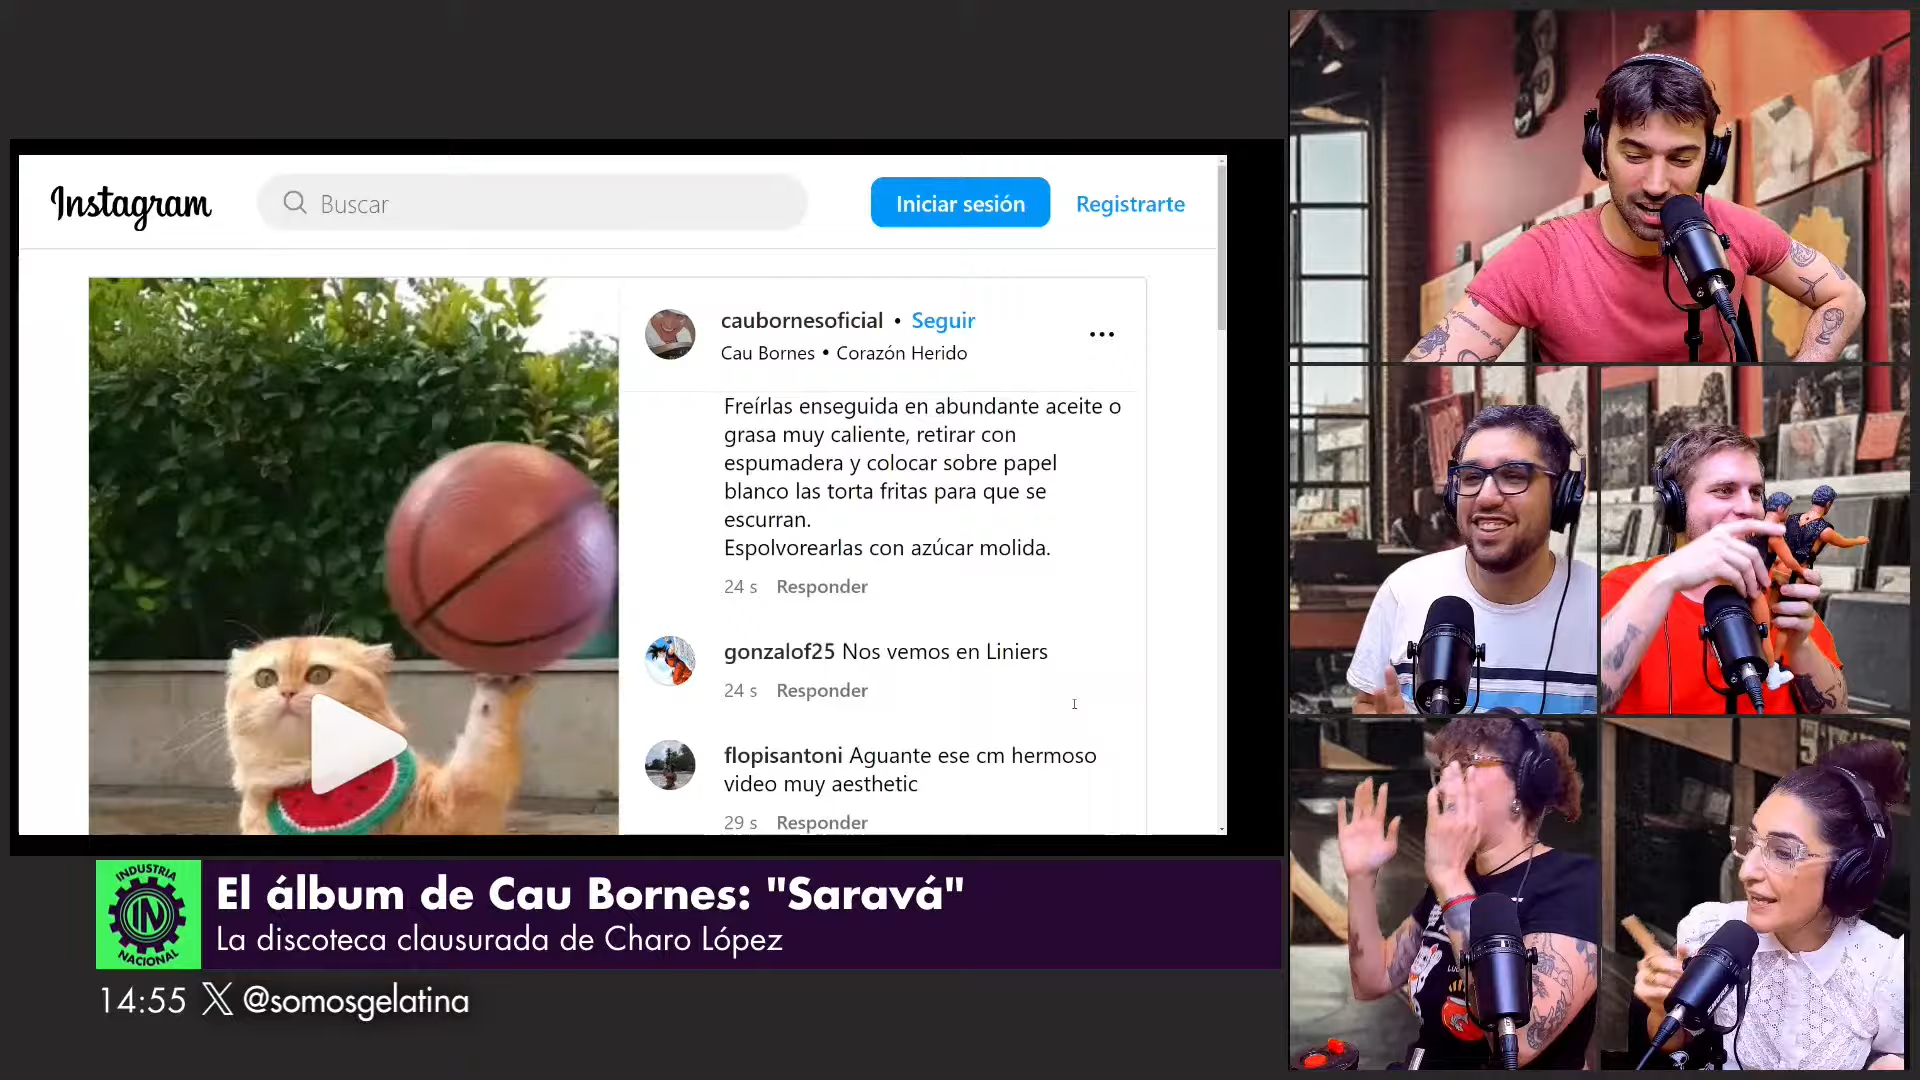 Instagram
Buscar
Iniciar sesión
Registrarte
caubornesoficial • Seguir
Cau Bornes • Corazón Herido
Freírlas enseguida en abundante aceite o
grasa muy caliente, retirar con
espumadera y colocar sobre papel
blanco las torta fritas para que se
escurran.
Espolvorearlas con azúcar molida.
24 s Responder
gonzalof25 Nos vemos en Liniers
24 s Responder
flopisantoni Aguante ese cm hermoso
video muy aesthetic
29 s Responder
INDUSTRIA
IN
NACIONAL
El álbum de Cau Bornes: "Saravá"
La discoteca clausurada de Charo López
14:55 X @somosgelatina